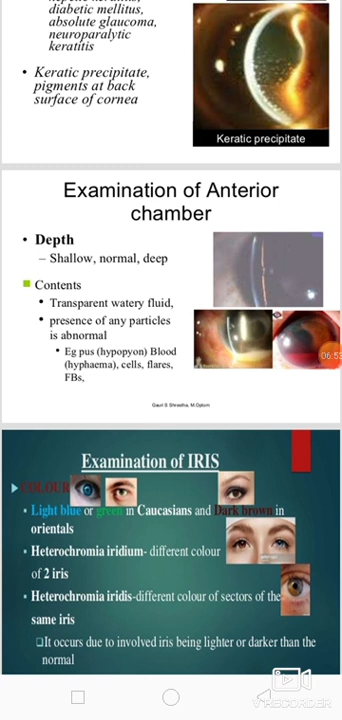 diabetic mellitus,
absolute glaucoma,
neuroparalytic
keratitis
• Keratic precipitate,
pigments at back
surface of cornea
Keratic precipitate
Examination of Anterior
chamber
• Depth
– Shallow, normal, deep
Contents
• Transparent watery fluid,
• presence of any particles
is abnormal
• Eg pus (hypopyon) Blood
(hyphaema), cells, flares,
FBs,
06:53
Gauri S Shrestha, M.Optom
Examination of IRIS
COLOUR
Light blue or green in Caucasians and Dark brown in
orientals
Heterochromia iridium- different colour
of 2 iris
Heterochromia iridis-different colour of sectors of the
same iris
It occurs due to involved iris being lighter or darker than the
normal
RECORDER